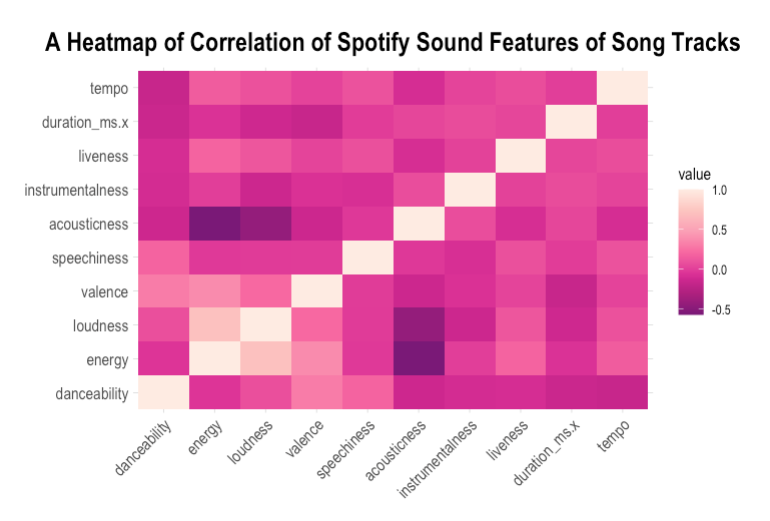 A Heatmap of Correlation of Spotify Sound Features of Song Tracks
tempo
duration_ms.x
liveness
instrumentalness
acousticness
speechiness
valence
loudness
energy
danceability
value
1.0
0.5
0.0
-0.5
danceability
energy
loudness
valence
speechiness
acousticness
instrumentalness
liveness
duration_ms.x
tempo